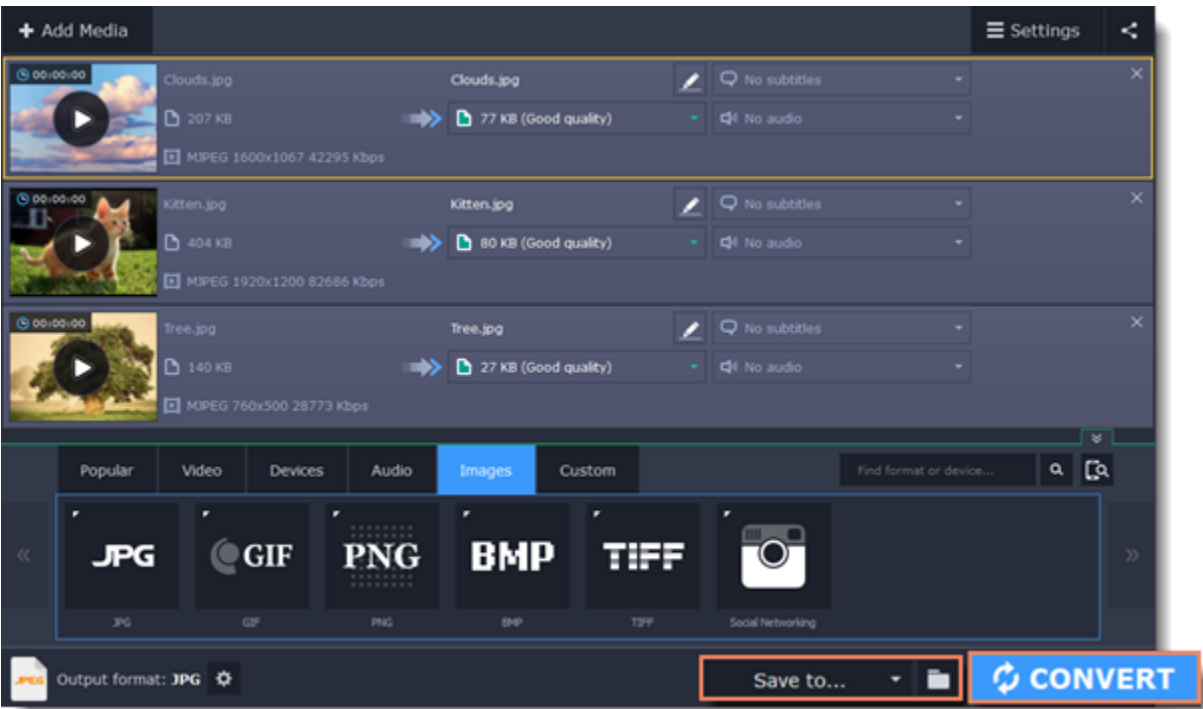 Add Media
Settings
00:00:00
Clouds.jpg
Clouds.jpg
No subtitles
207 KB
77 KB (Good quality)
No audio
MJPEG 1600x1067 42295 Kbps
00:00:00
Kitten.jpg
Kitten.jpg
No subtitles
404 KB
80 KB (Good quality)
No audio
MJPEG 1920x1200 82686 Kbps
00:00:00
Tree.jpg
Tree.jpg
No subtitles
140 KB
27 KB (Good quality)
No audio
MJPEG 760x500 28773 Kbps
Popular
Video
Devices
Audio
Images
Custom
Find format or device...
JPG
GIF
PNG
BMP
TIFF
JPG
GIF
PNG
BMP
TIFF
Social Networking
JPEG
Output format: JPG
Save to...
CONVERT